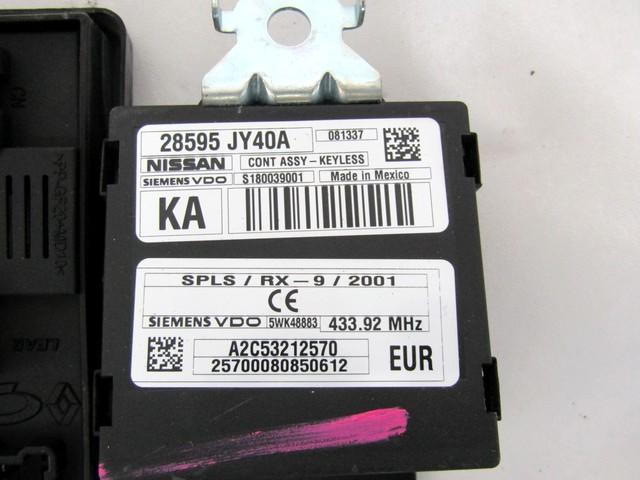 28595 JY40A 081337
NISSAN CONT ASSY-KEYLESS
SIEMENS VDO S180039001 Made in Mexico
KA
SPLS / RX-9 / 2001
CE
SIEMENS VDO 5WK48883 433.92 MHz
A2C53212570
25700080850612
EUR
LEAR